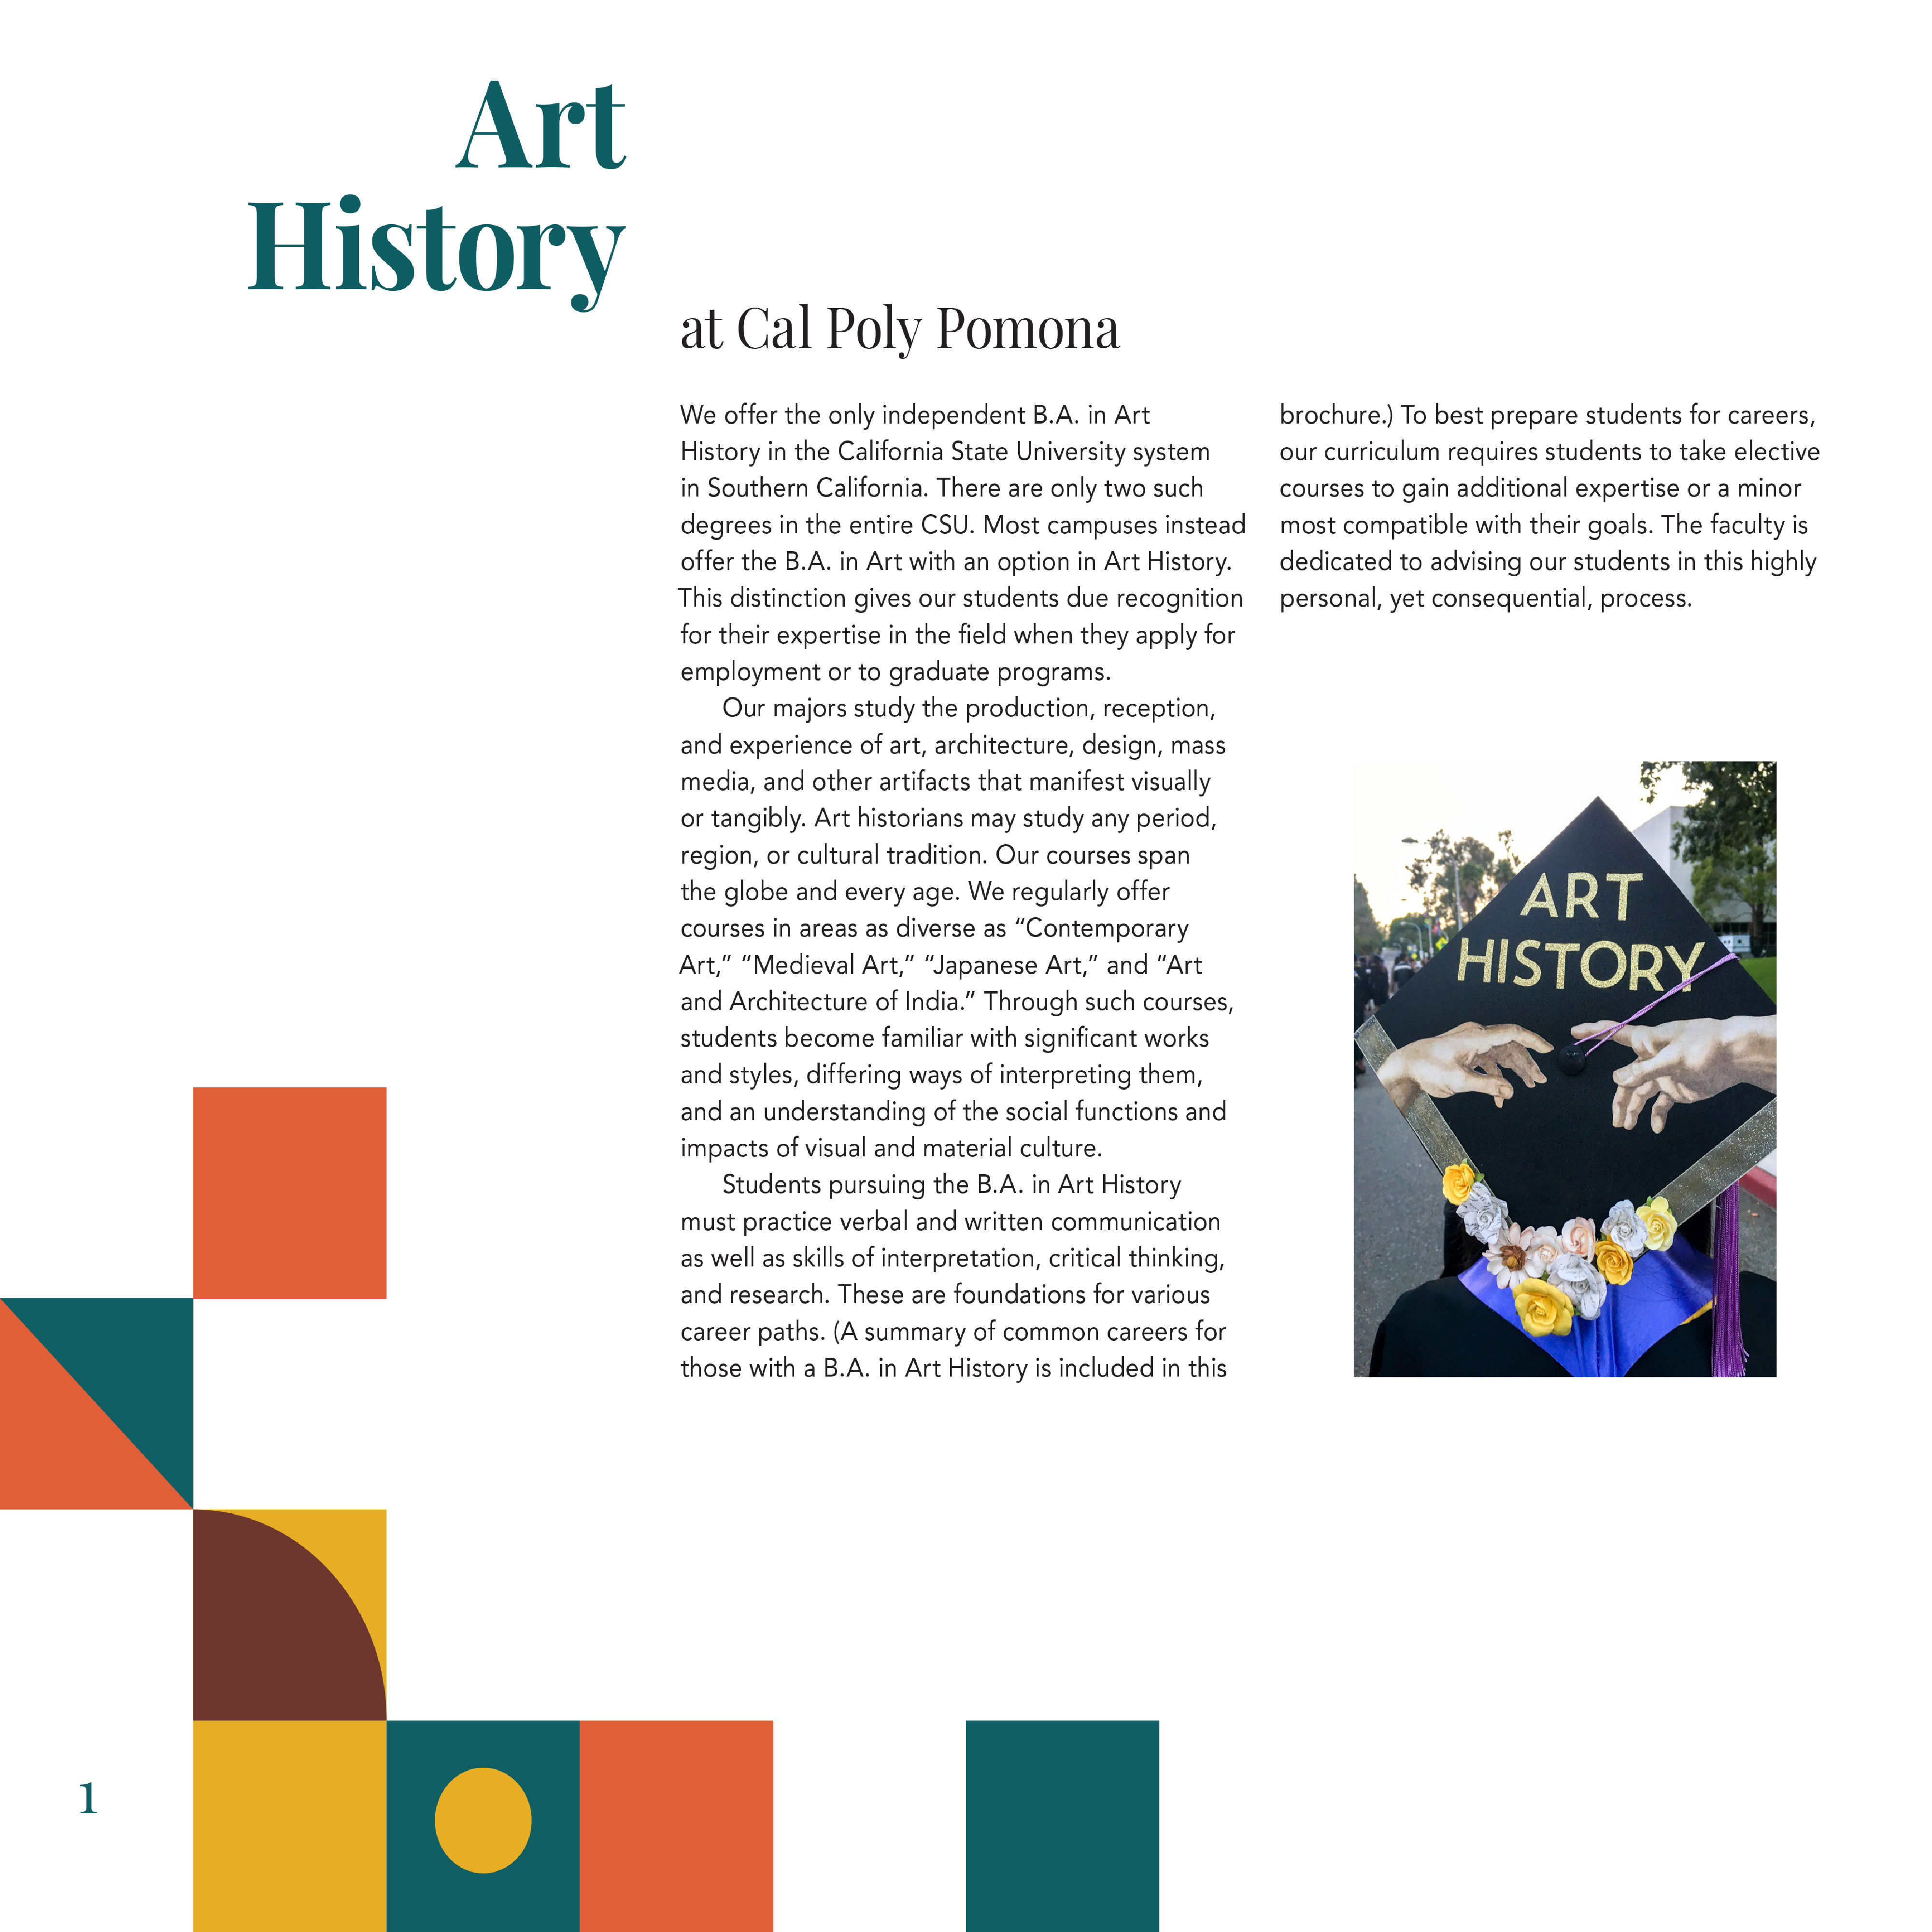 Art
History
at Cal Poly Pomona
We offer the only independent B.A. in Art
History in the California State University system
in Southern California. There are only two such
degrees in the entire CSU. Most campuses instead
offer the B.A. in Art with an option in Art History.
This distinction gives our students due recognition
for their expertise in the field when they apply for
employment or to graduate programs.
Our majors study the production, reception,
and experience of art, architecture, design, mass
media, and other artifacts that manifest visually
or tangibly. Art historians may study any period,
region, or cultural tradition. Our courses span
the globe and every age. We regularly offer
courses in areas as diverse as “Contemporary
Art,” “Medieval Art,” “Japanese Art,” and “Art
and Architecture of India.” Through such courses,
students become familiar with significant works
and styles, differing ways of interpreting them,
and an understanding of the social functions and
impacts of visual and material culture.
Students pursuing the B.A. in Art History
must practice verbal and written communication
as well as skills of interpretation, critical thinking,
and research. These are foundations for various
career paths. (A summary of common careers for
those with a B.A. in Art History is included in this
brochure.) To best prepare students for careers,
our curriculum requires students to take elective
courses to gain additional expertise or a minor
most compatible with their goals. The faculty is
dedicated to advising our students in this highly
personal, yet consequential, process.
ART
HISTORY
1